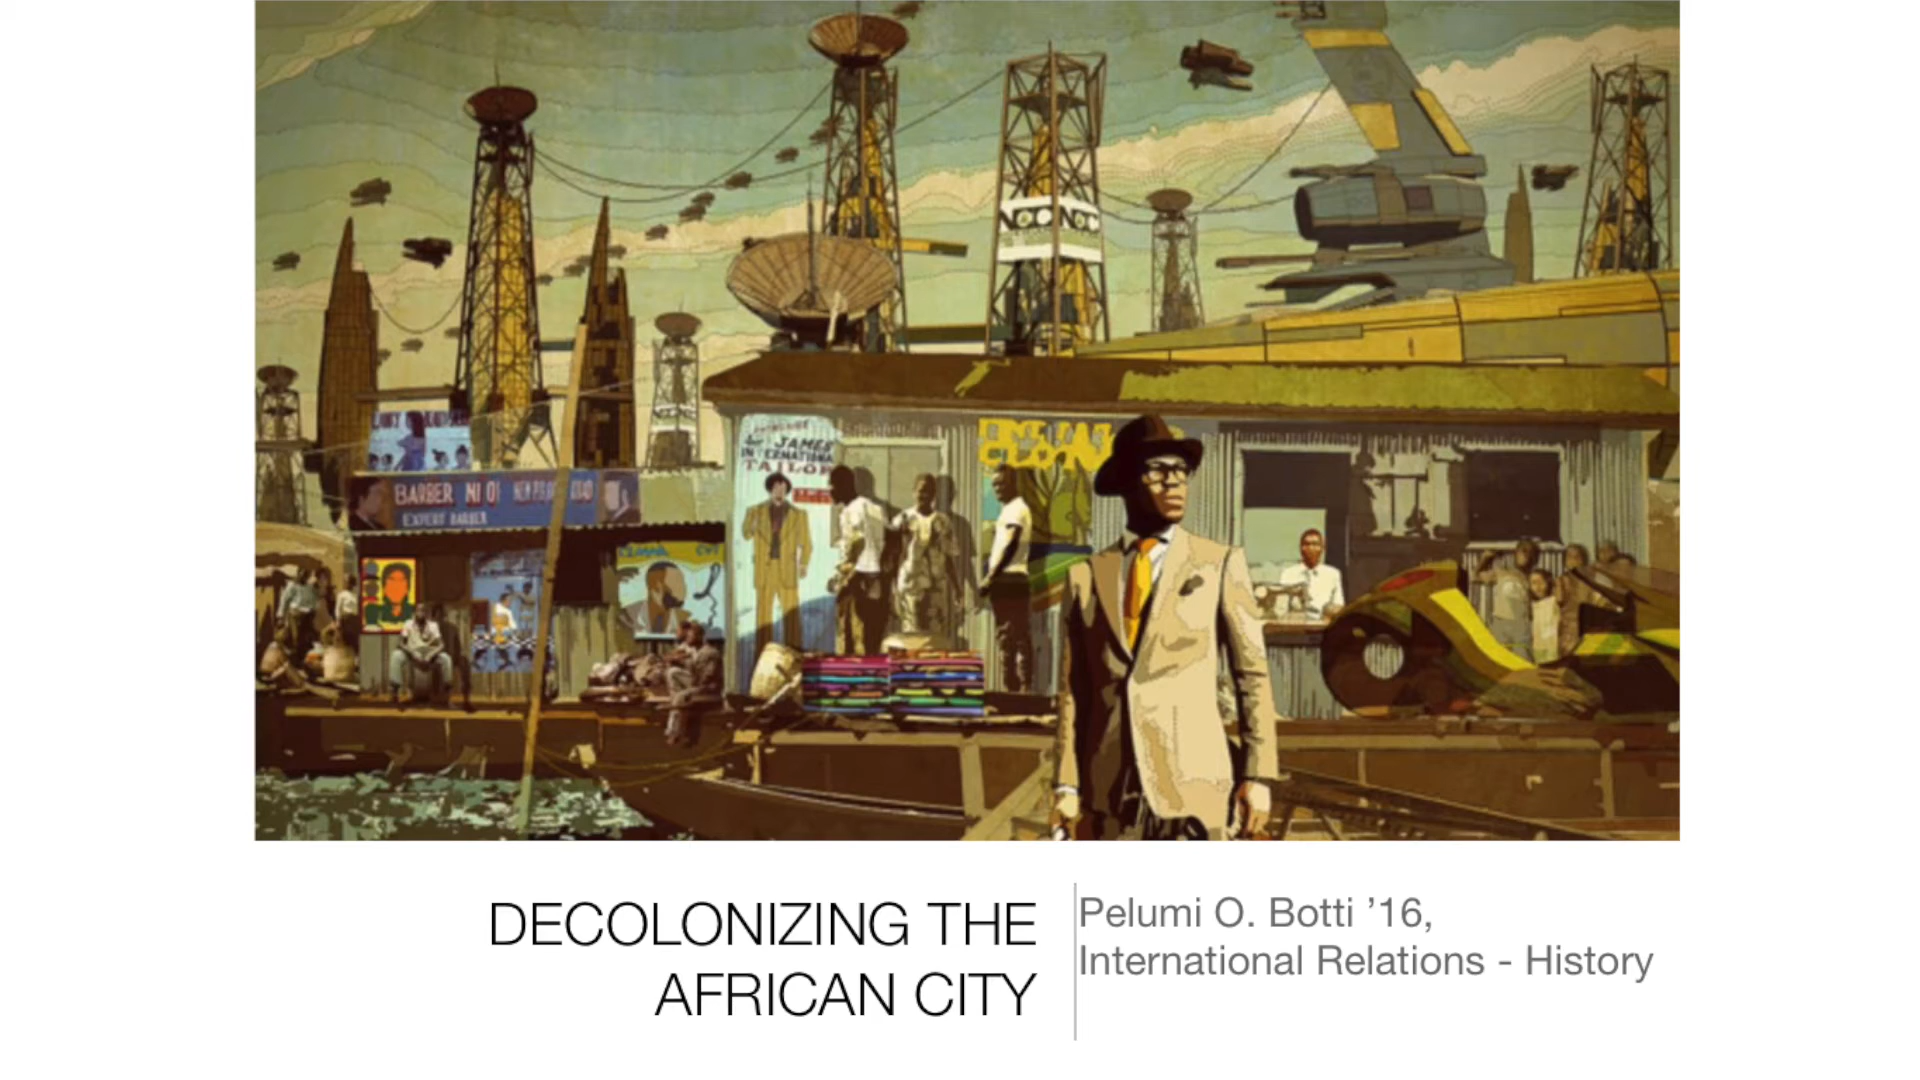 JAMES
INTERNATIONAL
TAILOR
BARBER
EXPERT BARBER
DECOLONIZING THE
AFRICAN CITY
Pelumi O. Botti ’16,
International Relations - History